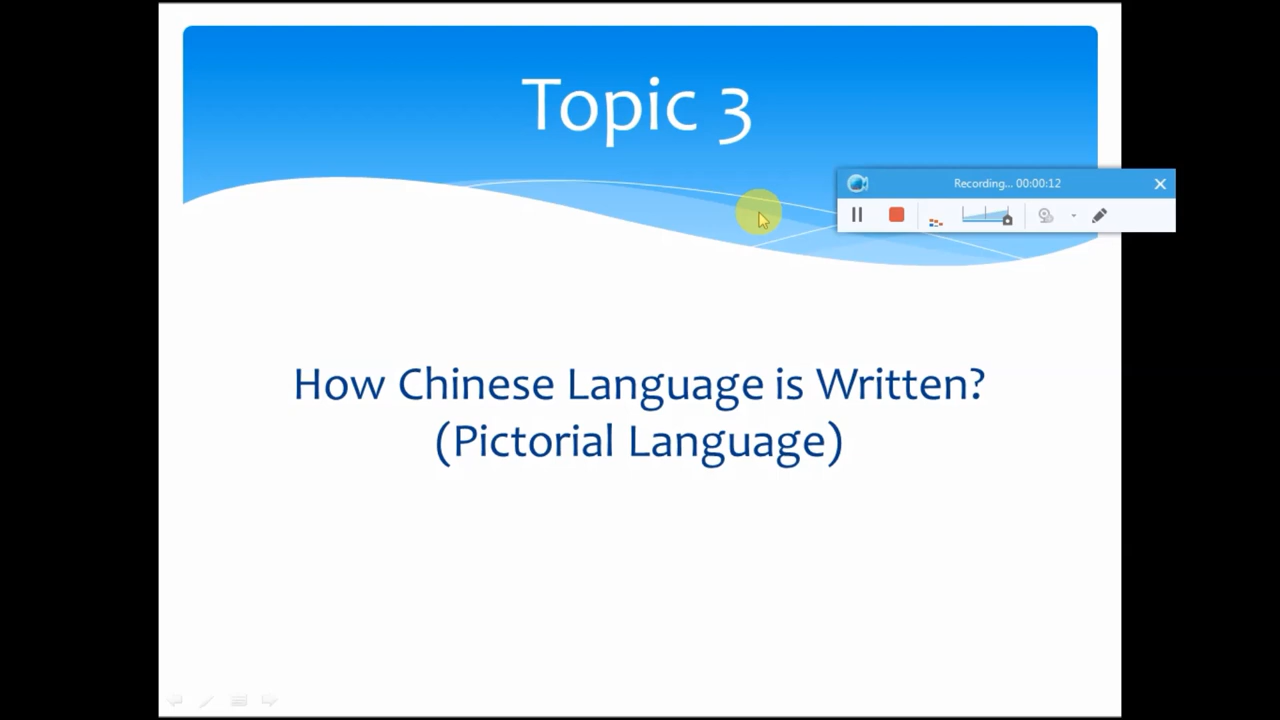 Topic 3
Recording... 00:00:12
How Chinese Language is Written?
(Pictorial Language)